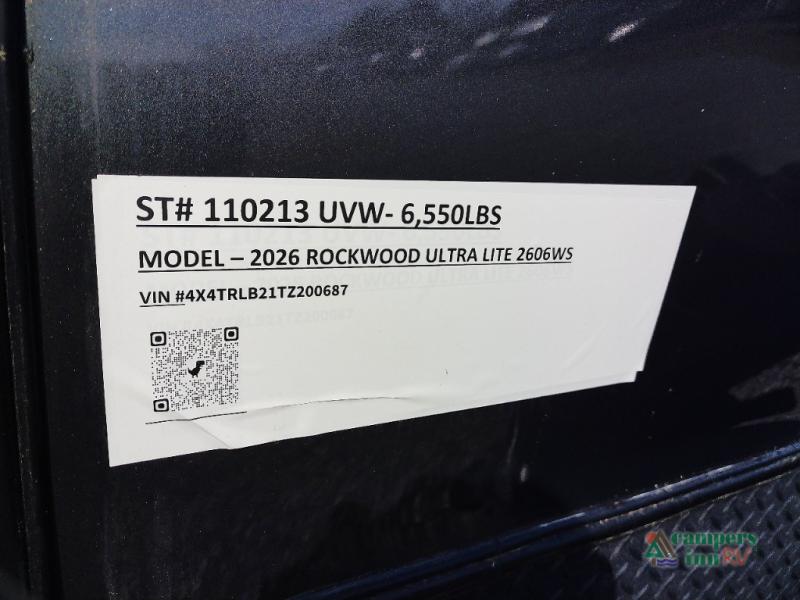 ST# 110213 UVW- 6,550LBS
MODEL – 2026 ROCKWOOD ULTRA LITE 2606WS
VIN #4X4TRLB21TZ200687
campers
inn RV